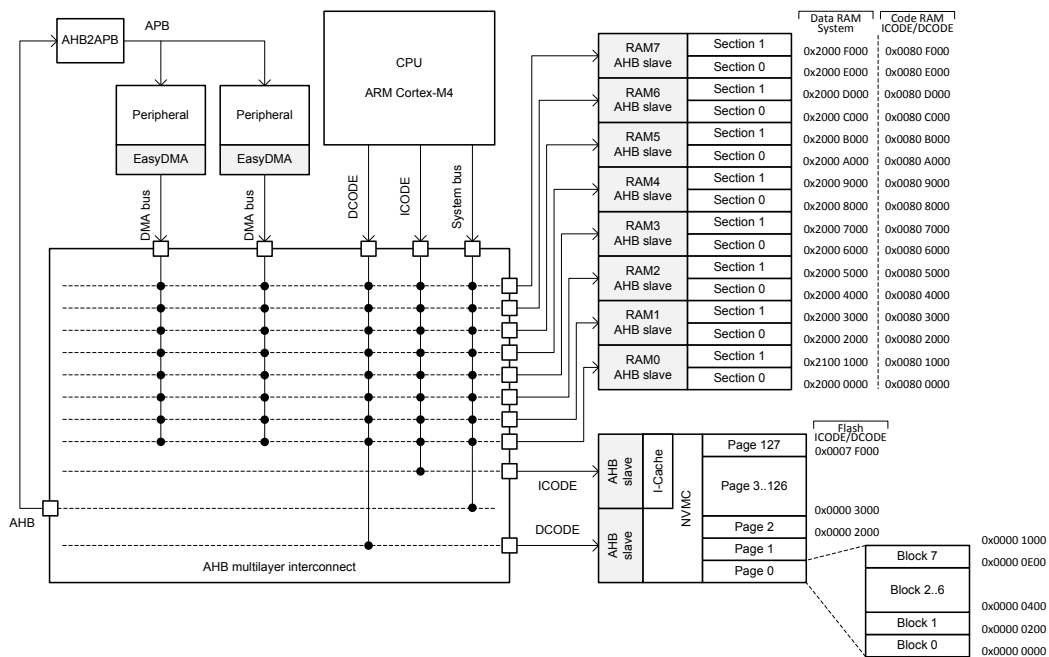 AHB2APB
APB
CPU
ARM Cortex-M4
Peripheral
EasyDMA
Peripheral
EasyDMA
DMA bus
DMA bus
DCODE
ICODE
System bus
AHB multilayer interconnect
AHB
ICODE
DCODE
Data RAM
System
Code RAM
ICODE/DCODE
RAM7
AHB slave
Section 1
0x2000 F000
0x0080 F000
Section 0
0x2000 E000
0x0080 E000
RAM6
AHB slave
Section 1
0x2000 D000
0x0080 D000
Section 0
0x2000 C000
0x0080 C000
RAM5
AHB slave
Section 1
0x2000 B000
0x0080 B000
Section 0
0x2000 A000
0x0080 A000
RAM4
AHB slave
Section 1
0x2000 9000
0x0080 9000
Section 0
0x2000 8000
0x0080 8000
RAM3
AHB slave
Section 1
0x2000 7000
0x0080 7000
Section 0
0x2000 6000
0x0080 6000
RAM2
AHB slave
Section 1
0x2000 5000
0x0080 5000
Section 0
0x2000 4000
0x0080 4000
RAM1
AHB slave
Section 1
0x2000 3000
0x0080 3000
Section 0
0x2000 2000
0x0080 2000
RAM0
AHB slave
Section 1
0x2100 1000
0x0080 1000
Section 0
0x2000 0000
0x0080 0000
Flash
ICODE/DCODE
AHB
slave
I-Cache
AHB
slave
NVMC
Page 127
0x0007 F000
Page 3..126
0x0000 3000
Page 2
0x0000 2000
Page 1
0x0000 1000
Page 0
Block 7
0x0000 0E00
Block 2..6
0x0000 0400
Block 1
0x0000 0200
Block 0
0x0000 0000